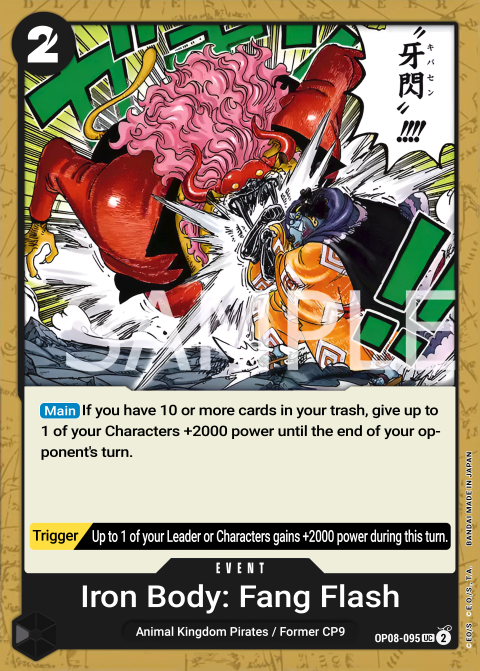 2
“牙閃”!!!!
キバセン
SAMPLE
Main If you have 10 or more cards in your trash, give up to
1 of your Characters +2000 power until the end of your op-
ponent's turn.
Trigger Up to 1 of your Leader or Characters gains +2000 power during this turn.
EVENT
Iron Body: Fang Flash
Animal Kingdom Pirates / Former CP9
OP08-095 UC 2
©E.O./S. ©E.O./S., T.A. BANDAI MADE IN JAPAN